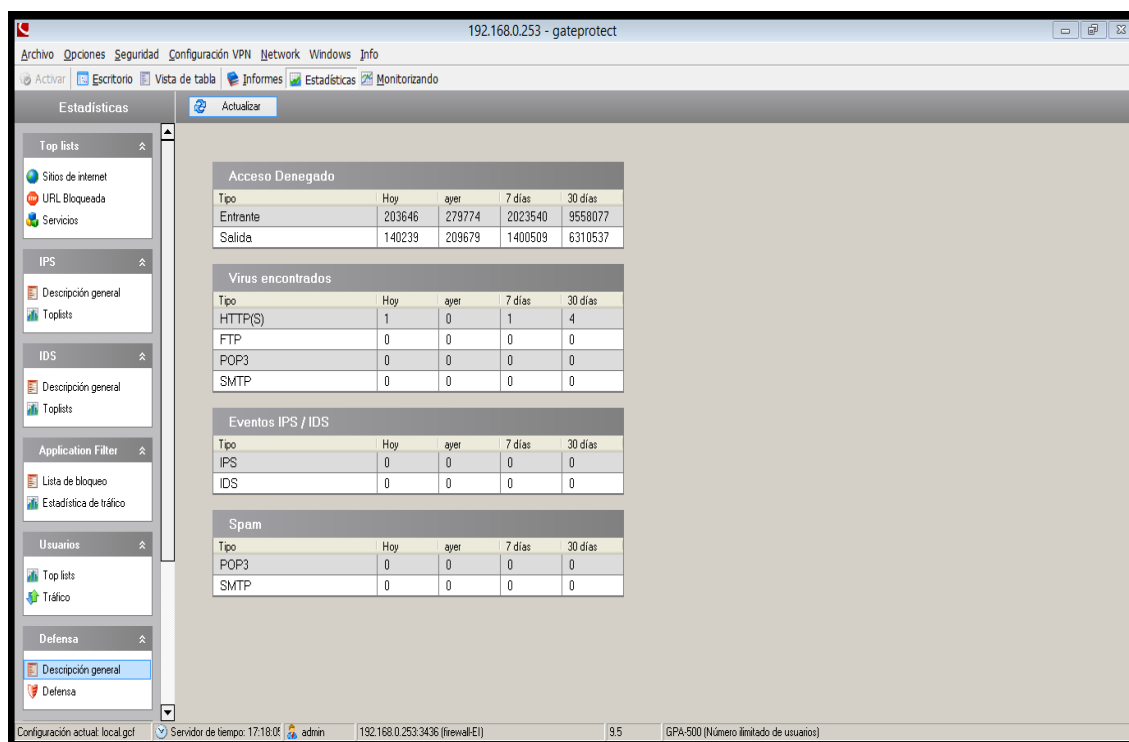 192.168.0.253 - gateprotect
Archivo Opciones Seguridad Configuración VPN Network Windows Info
Activar Escritorio Vista de tabla Informes Estadísticas Monitorizando
Estadísticas
Actualizar
Top lists
Sitios de internet
URL Bloqueada
Servicios
IPS
Descripción general
Toplists
IDS
Descripción general
Toplists
Application Filter
Lista de bloqueo
Estadística de tráfico
Usuarios
Top lists
Tráfico
Defensa
Descripción general
Defensa
Acceso Denegado
Tipo Hoy ayer 7 días 30 días
Entrante 203646 279774 2023540 9558077
Salida 140239 209679 1400509 6310537
Virus encontrados
Tipo Hoy ayer 7 días 30 días
HTTP(S) 1 0 1 4
FTP 0 0 0 0
POP3 0 0 0 0
SMTP 0 0 0 0
Eventos IPS / IDS
Tipo Hoy ayer 7 días 30 días
IPS 0 0 0 0
IDS 0 0 0 0
Spam
Tipo Hoy ayer 7 días 30 días
POP3 0 0 0 0
SMTP 0 0 0 0
Configuración actual: local.gcf Servidor de tiempo: 17:18:0 admin 192.168.0.253:3436 (firewall-EI) 9.5 GPA-500 (Número ilimitado de usuarios)